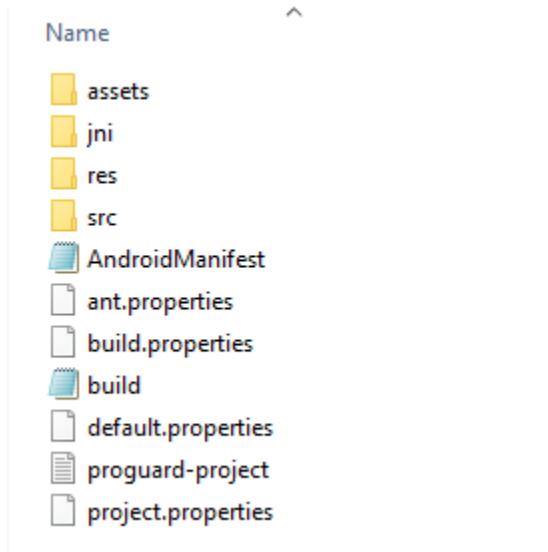 Name
assets
jni
res
src
AndroidManifest
ant.properties
build.properties
build
default.properties
proguard-project
project.properties